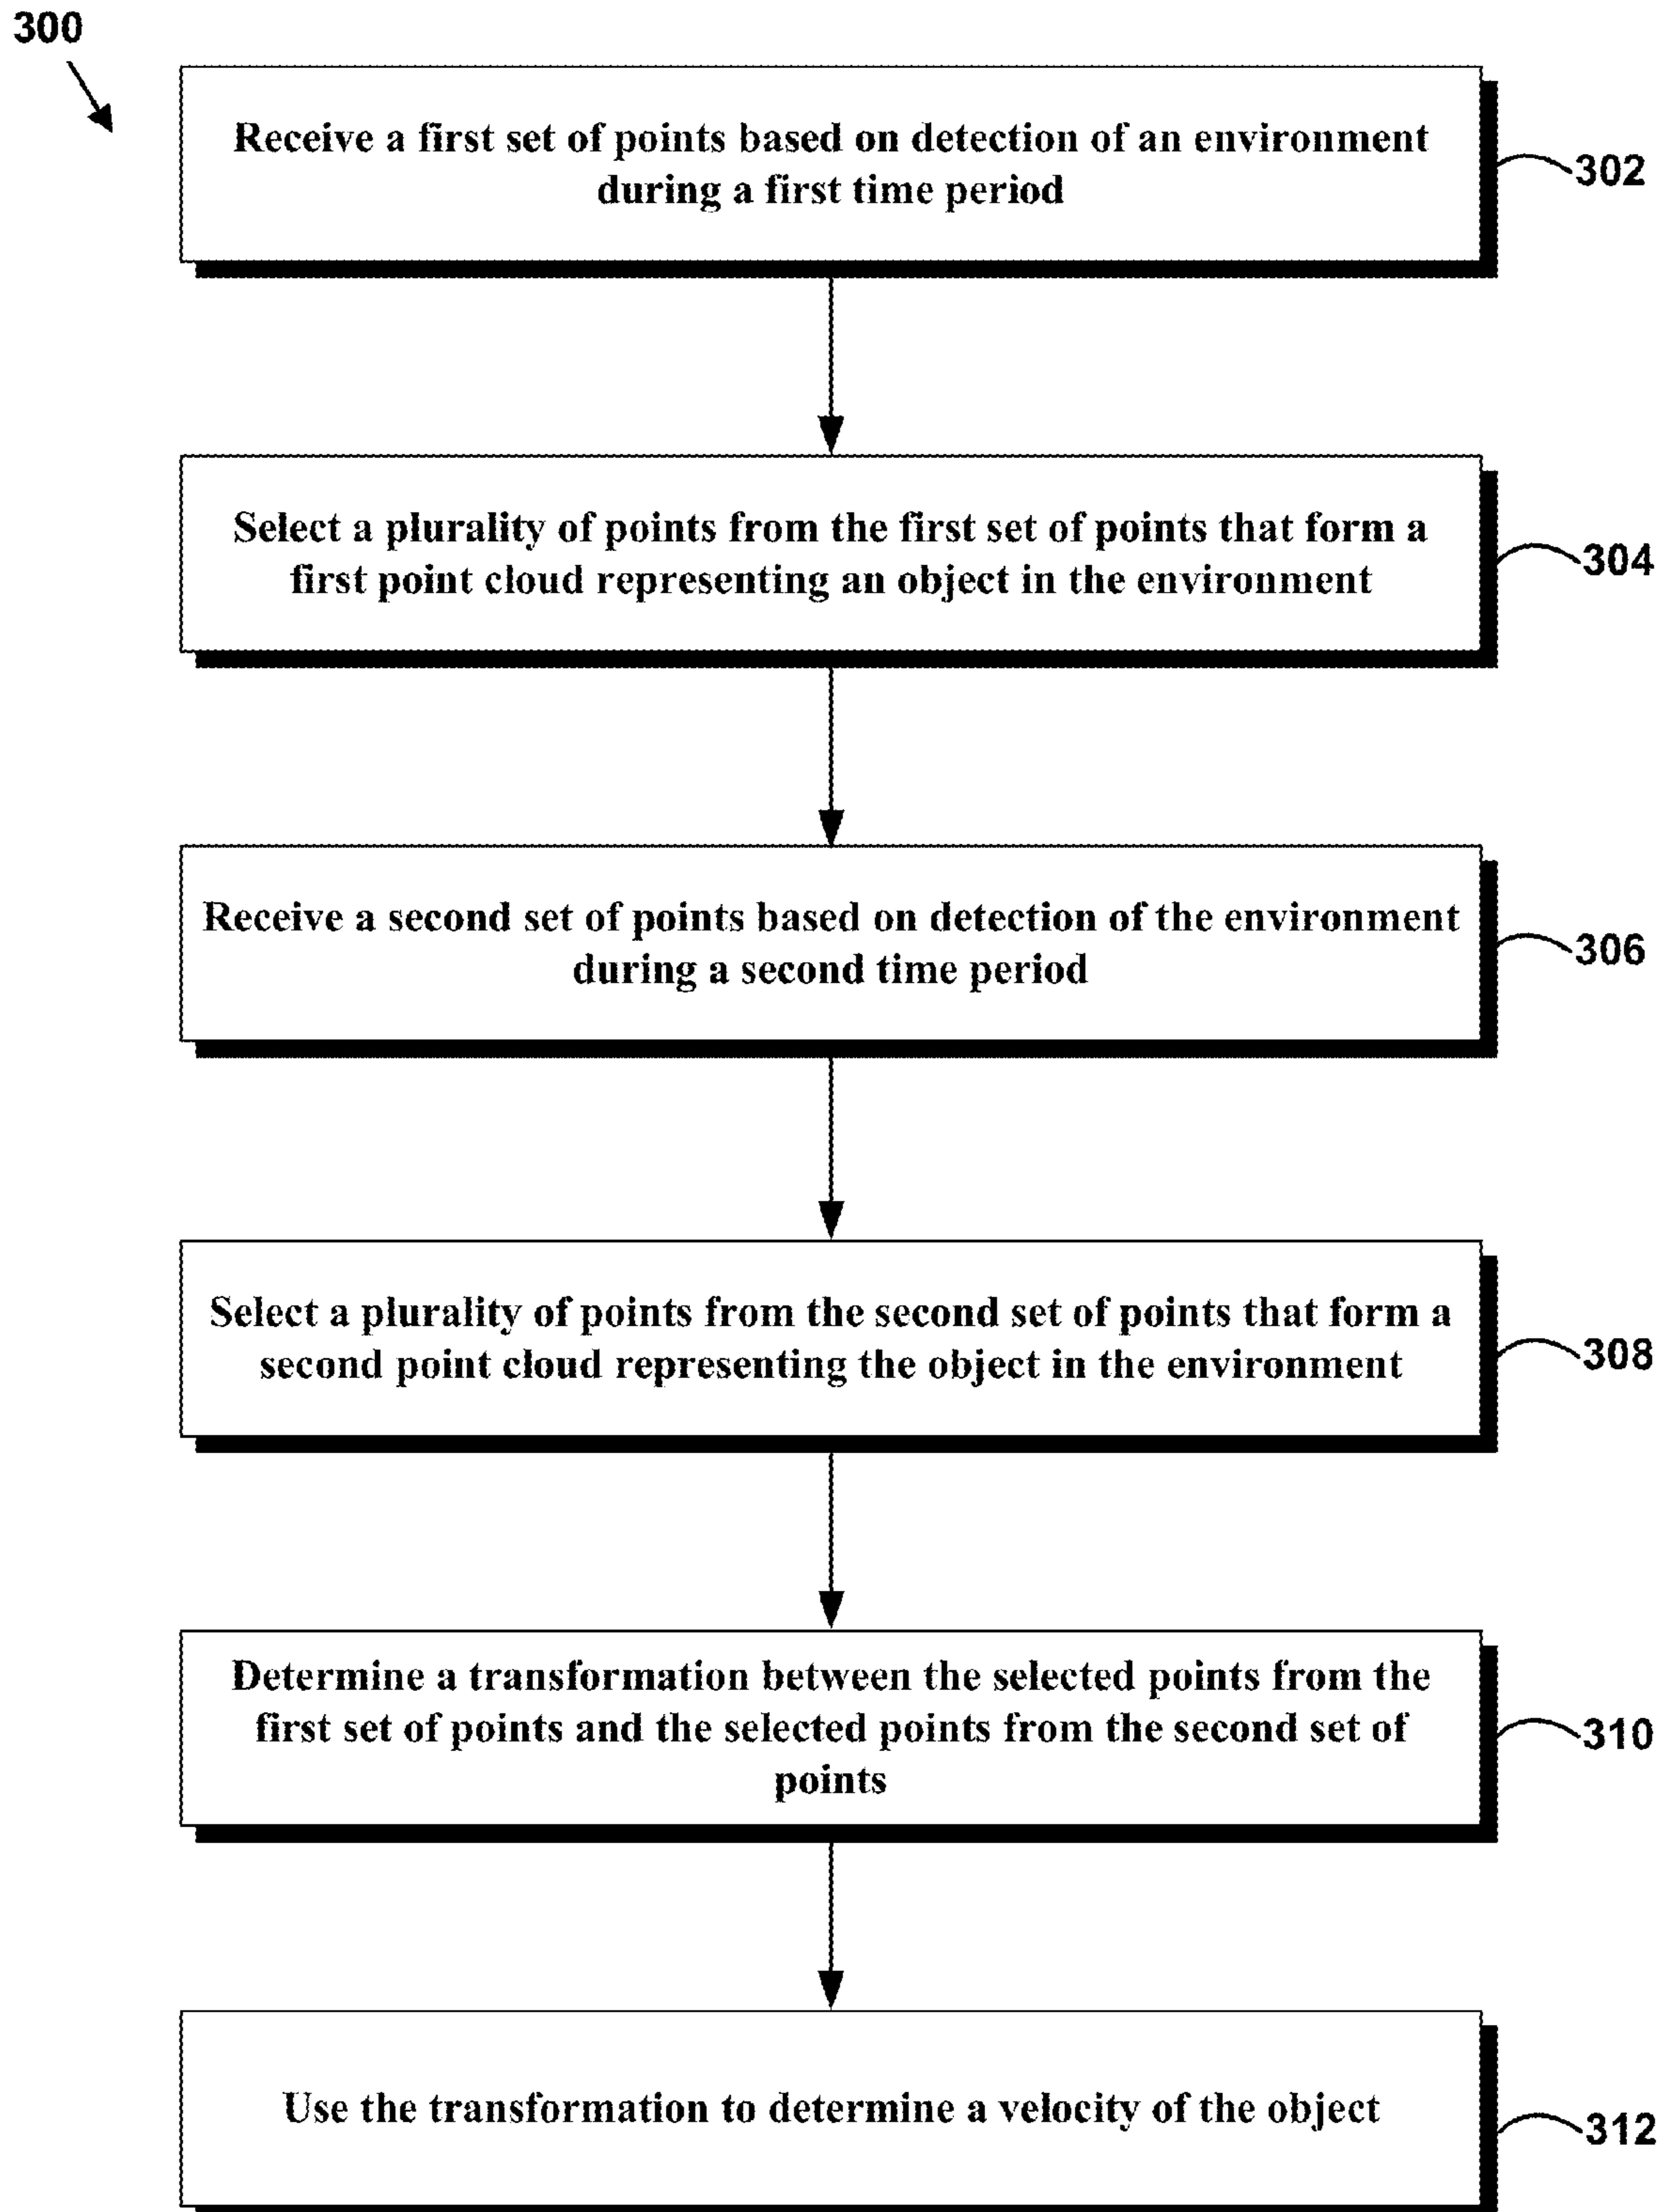 300
Receive a first set of points based on detection of an environment
during a first time period
302
Select a plurality of points from the first set of points that form a
first point cloud representing an object in the environment
304
Receive a second set of points based on detection of the environment
during a second time period
306
Select a plurality of points from the second set of points that form a
second point cloud representing the object in the environment
308
Determine a transformation between the selected points from the
first set of points and the selected points from the second set of
points
310
Use the transformation to determine a velocity of the object
312